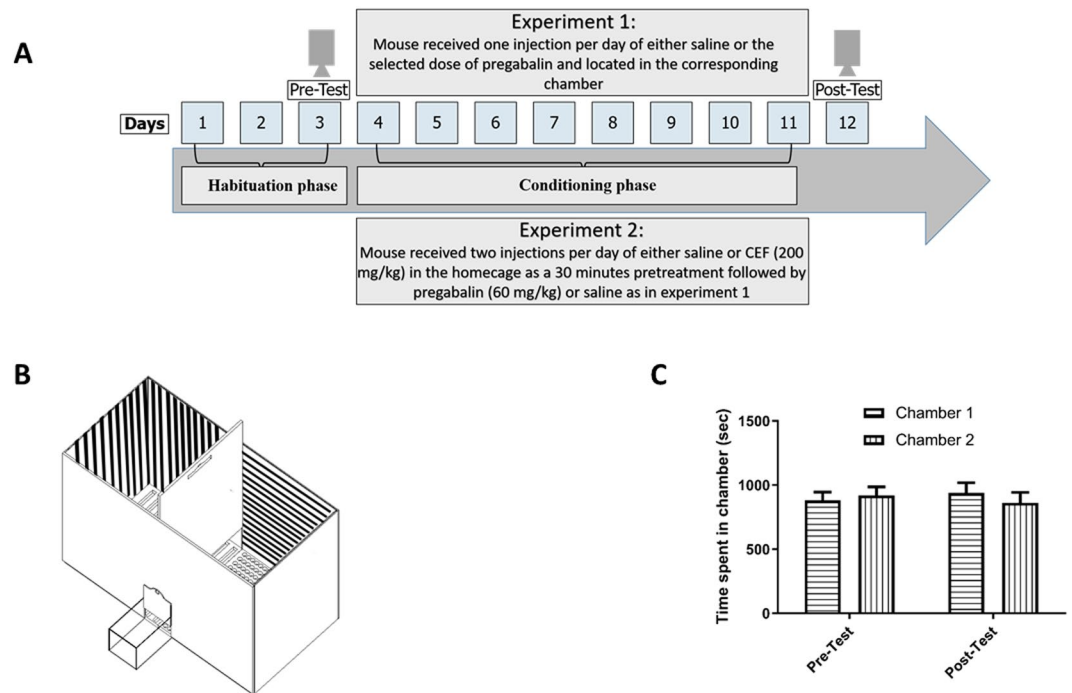 A
Experiment 1:
Mouse received one injection per day of either saline or the
selected dose of pregabalin and located in the corresponding
chamber
Pre-Test
Post-Test
Days 1 2 3 4 5 6 7 8 9 10 11 12
Habituation phase
Conditioning phase
Experiment 2:
Mouse received two injections per day of either saline or CEF (200
mg/kg) in the homecage as a 30 minutes pretreatment followed by
pregabalin (60 mg/kg) or saline as in experiment 1
B
C
Time spent in chamber (sec)
1500
1000
500
0
Chamber 1
Chamber 2
Pre-Test
Post-Test